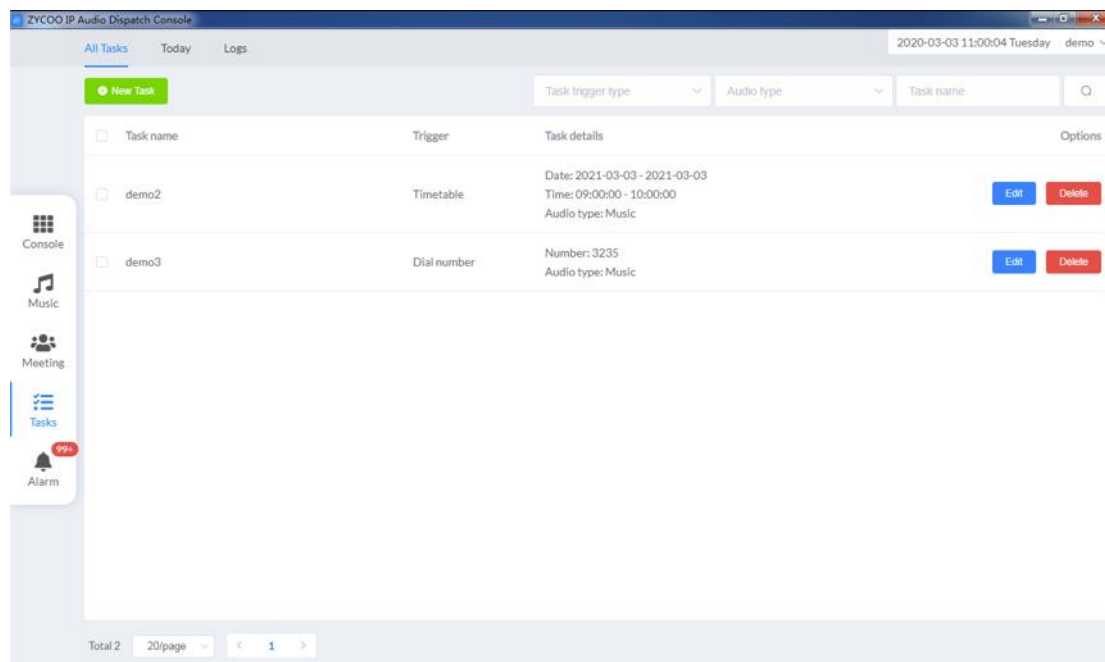 ZYCOO IP Audio Dispatch Console
All Tasks Today Logs 2020-03-03 11:00:04 Tuesday demo
New Task Task trigger type Audio type Task name
Task name Trigger Task details Options
Date: 2021-03-03 - 2021-03-03
demo2 Timetable Time: 09:00:00 - 10:00:00 Edit Delete
Audio type: Music
Number: 3235
demo3 Dial number Edit Delete
Audio type: Music
Console
Music
Meeting
Tasks
99+
Alarm
Total 2 20/page 1